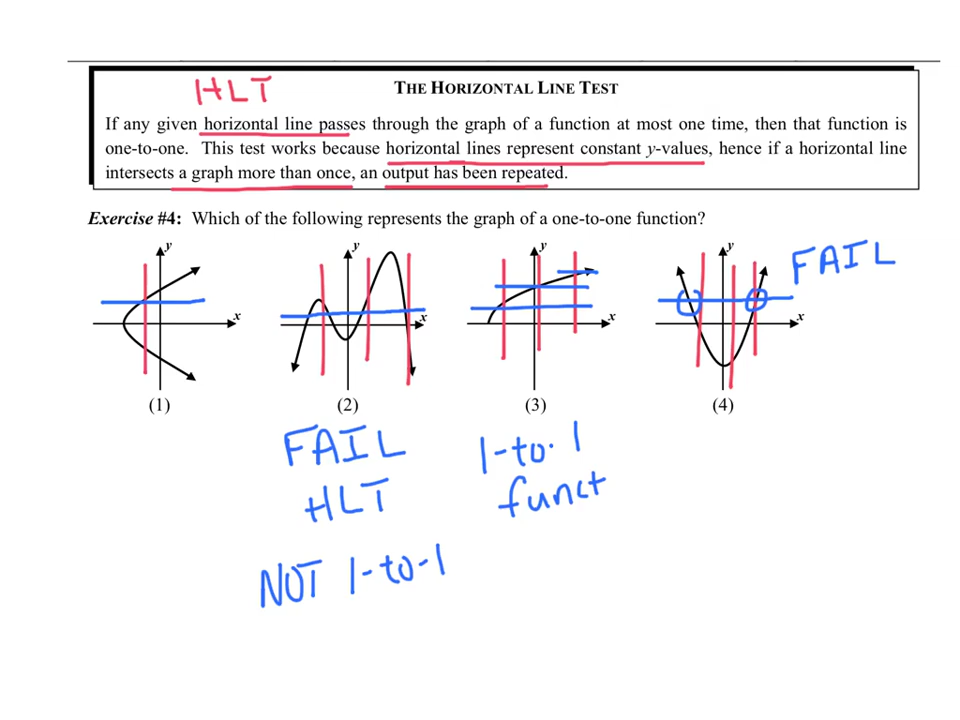 HLT
THE HORIZONTAL LINE TEST
If any given horizontal line passes through the graph of a function at most one time, then that function is
one-to-one. This test works because horizontal lines represent constant y-values, hence if a horizontal line
intersects a graph more than once, an output has been repeated.
Exercise #4: Which of the following represents the graph of a one-to-one function?
y y y y
FAIL
x x x x
(1) (2) (3) (4)
FAIL
HLT
NOT 1-to-1
1-to-1
funct